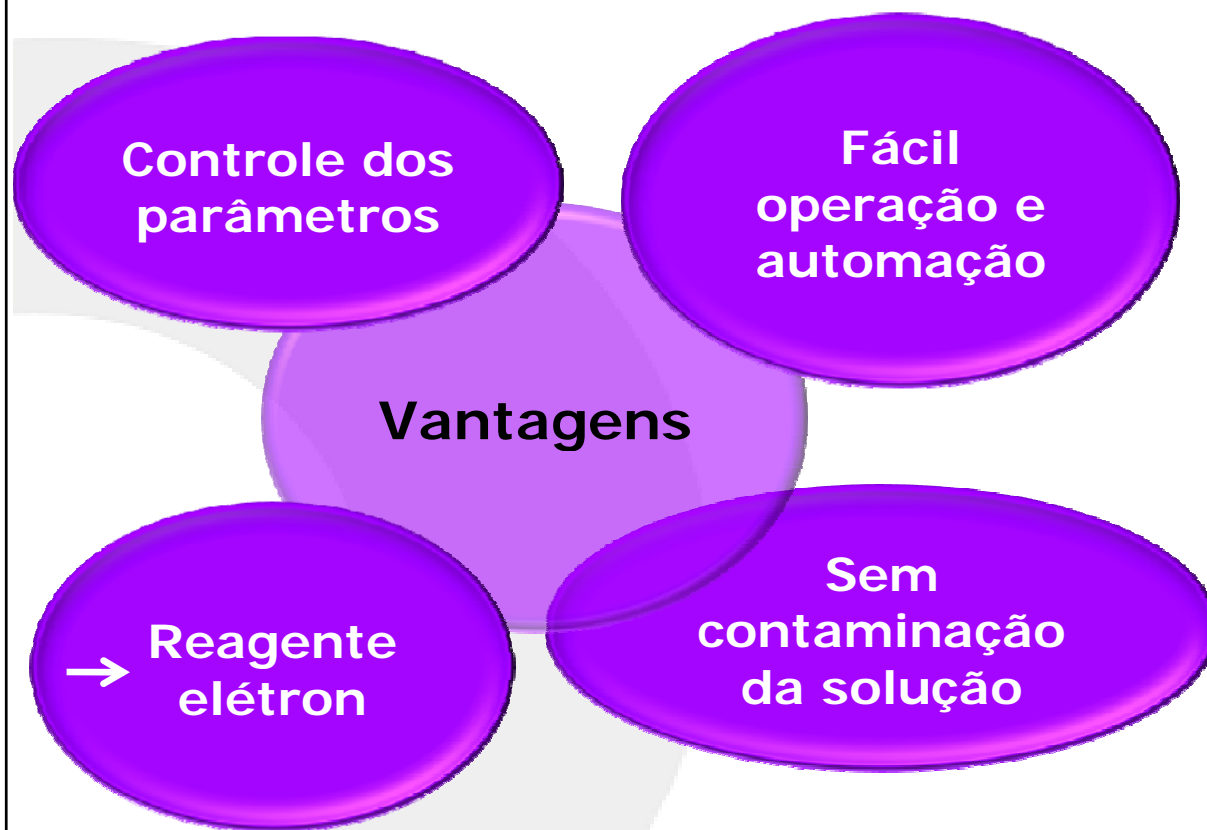 Controle dos
parâmetros
Fácil
operação e
automação
Vantagens
→ Reagente
elétron
Sem
contaminação
da solução